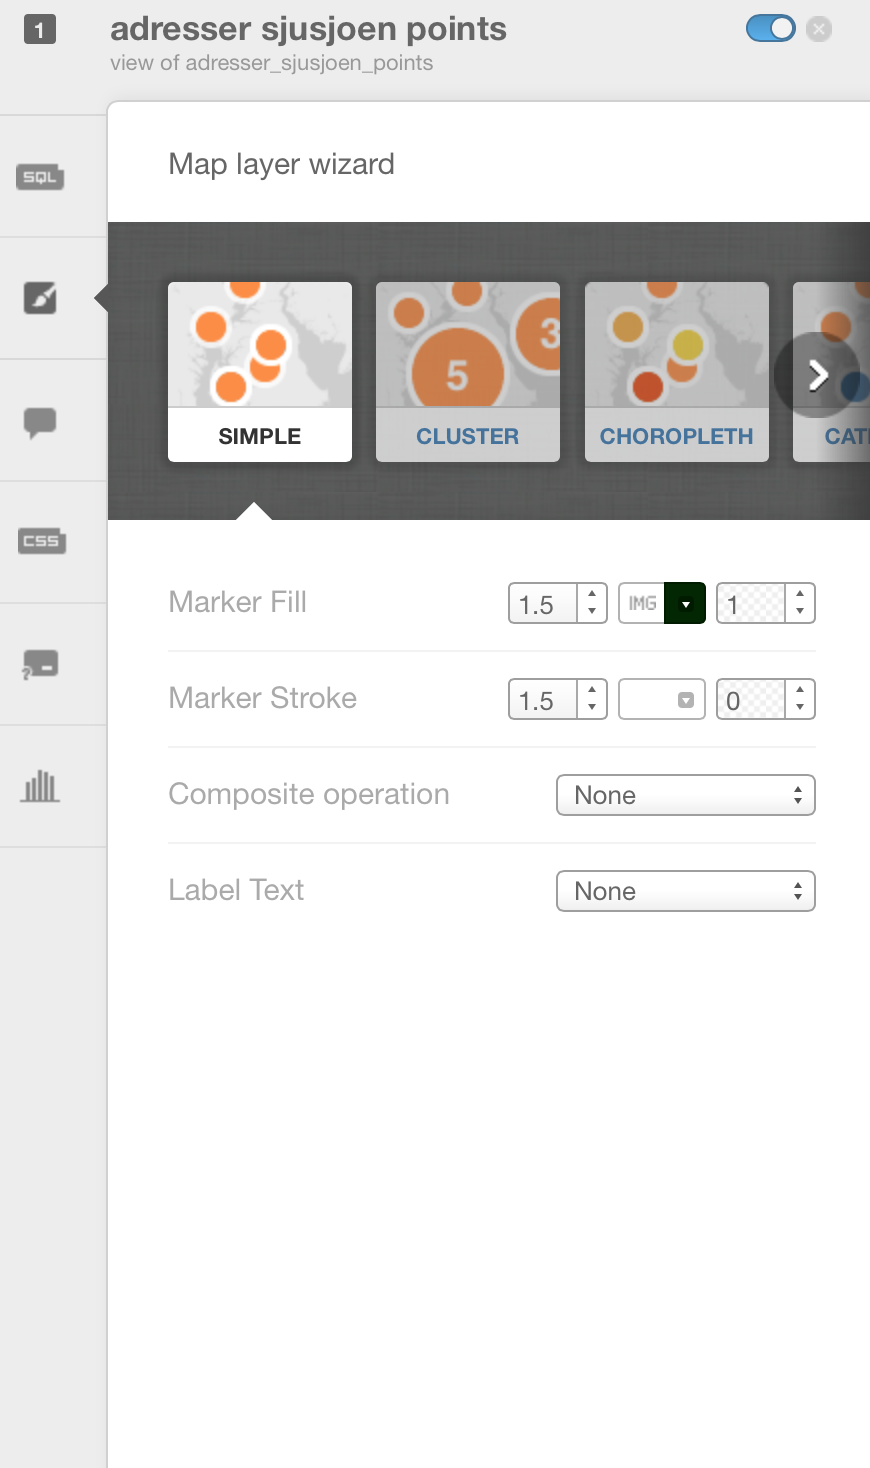 1
adresser sjusjoen points
view of adresser_sjusjoen_points
SQL
Map layer wizard
5
3
SIMPLE
CLUSTER
CHOROPLETH
CAT
CSS
?
Marker Fill
1.5
IMG
1
Marker Stroke
1.5
0
Composite operation
None
Label Text
None